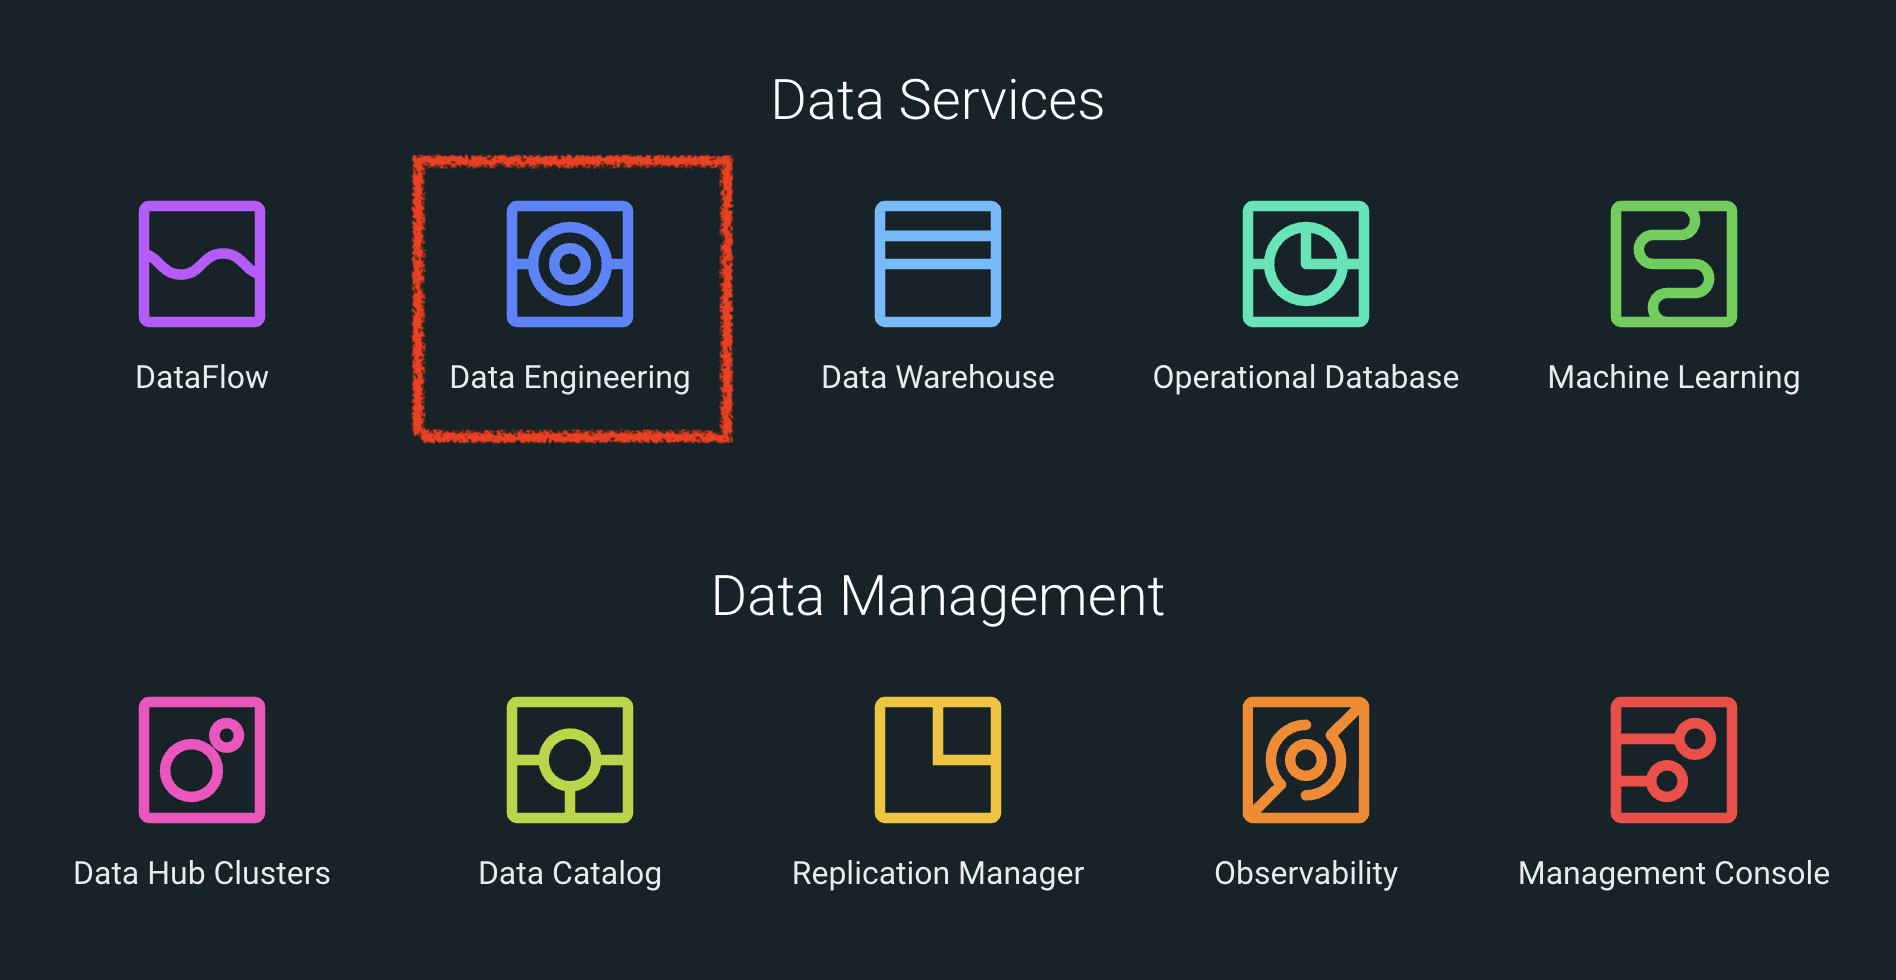 Data Services
DataFlow
Data Engineering
Data Warehouse
Operational Database
Machine Learning
Data Management
Data Hub Clusters
Data Catalog
Replication Manager
Observability
Management Console